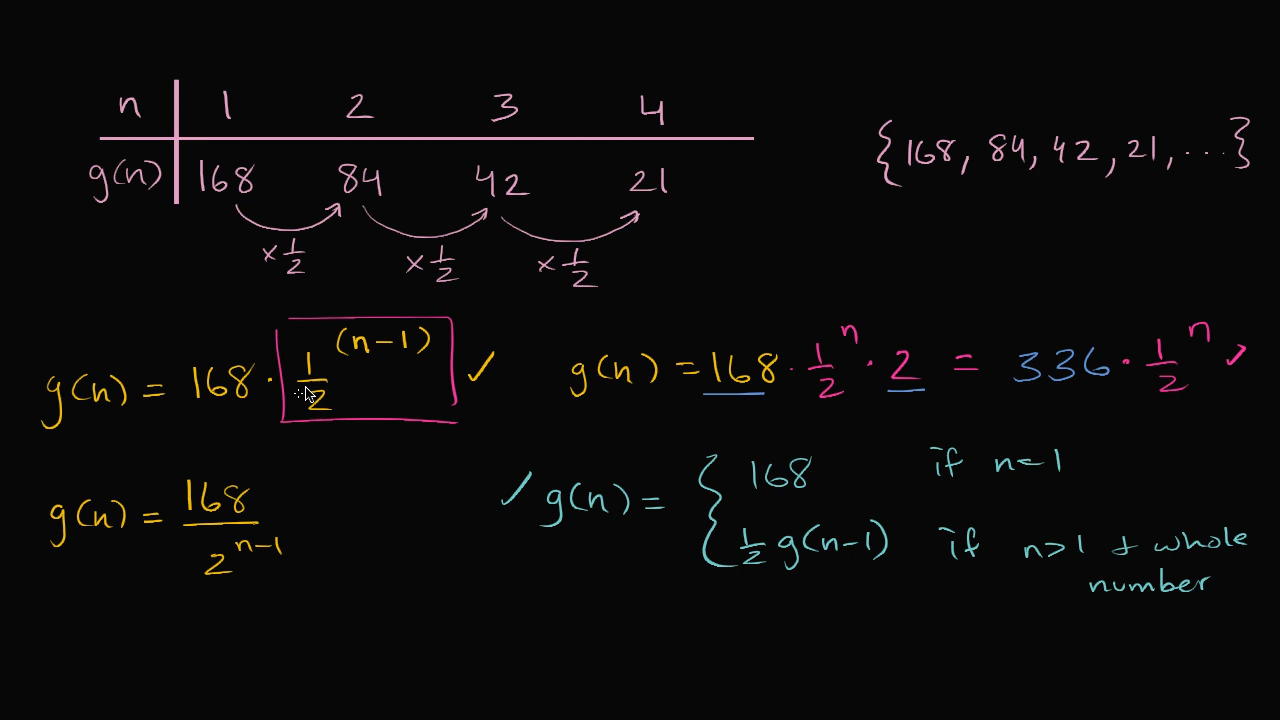 n 1 2 3 4
g(n) 168 84 42 21
{168, 84, 42, 21, ...}
×1/2 ×1/2 ×1/2
g(n) = 168 · 1/2^(n-1) ✓
g(n) = 168 · 1/2^n · 2 = 336 · 1/2^n ✓
g(n) = 168/2^(n-1)
✓ g(n) = { 168 if n=1
1/2 g(n-1) if n>1 + whole
number